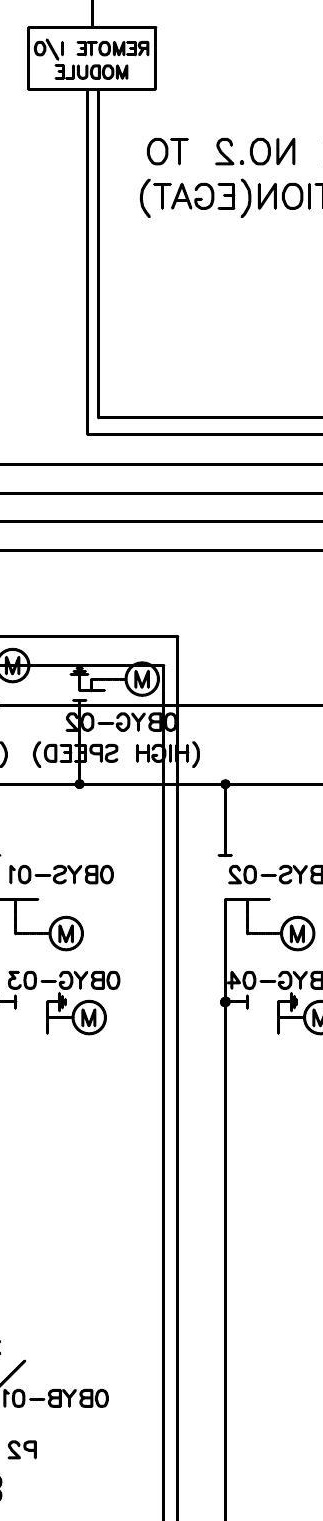 REMOTE I/O
MODULE
NO.2 TO
TION(EGAT)
M
M
0BYG-02
(HIGH SPEED)
(
0BYS-01
0BYS-02
M
M
0BYG-03
0BYG-04
M
M
0BYB-01
P2